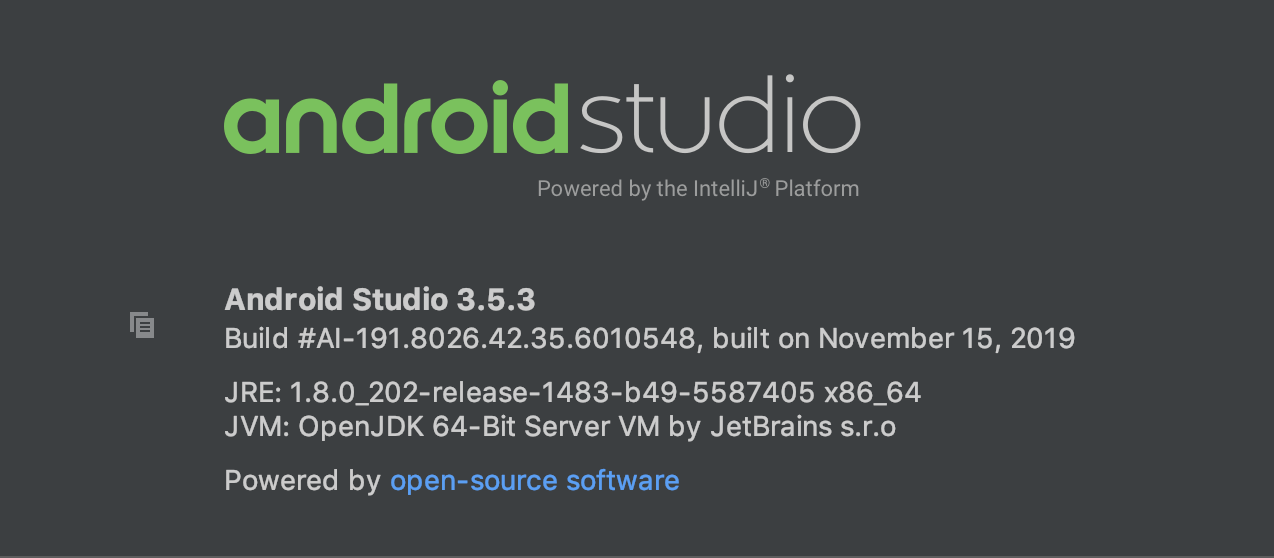 androidstudio
Powered by the IntelliJ® Platform
Android Studio 3.5.3
Build #AI-191.8026.42.35.6010548, built on November 15, 2019
JRE: 1.8.0_202-release-1483-b49-5587405 x86_64
JVM: OpenJDK 64-Bit Server VM by JetBrains s.r.o
Powered by open-source software